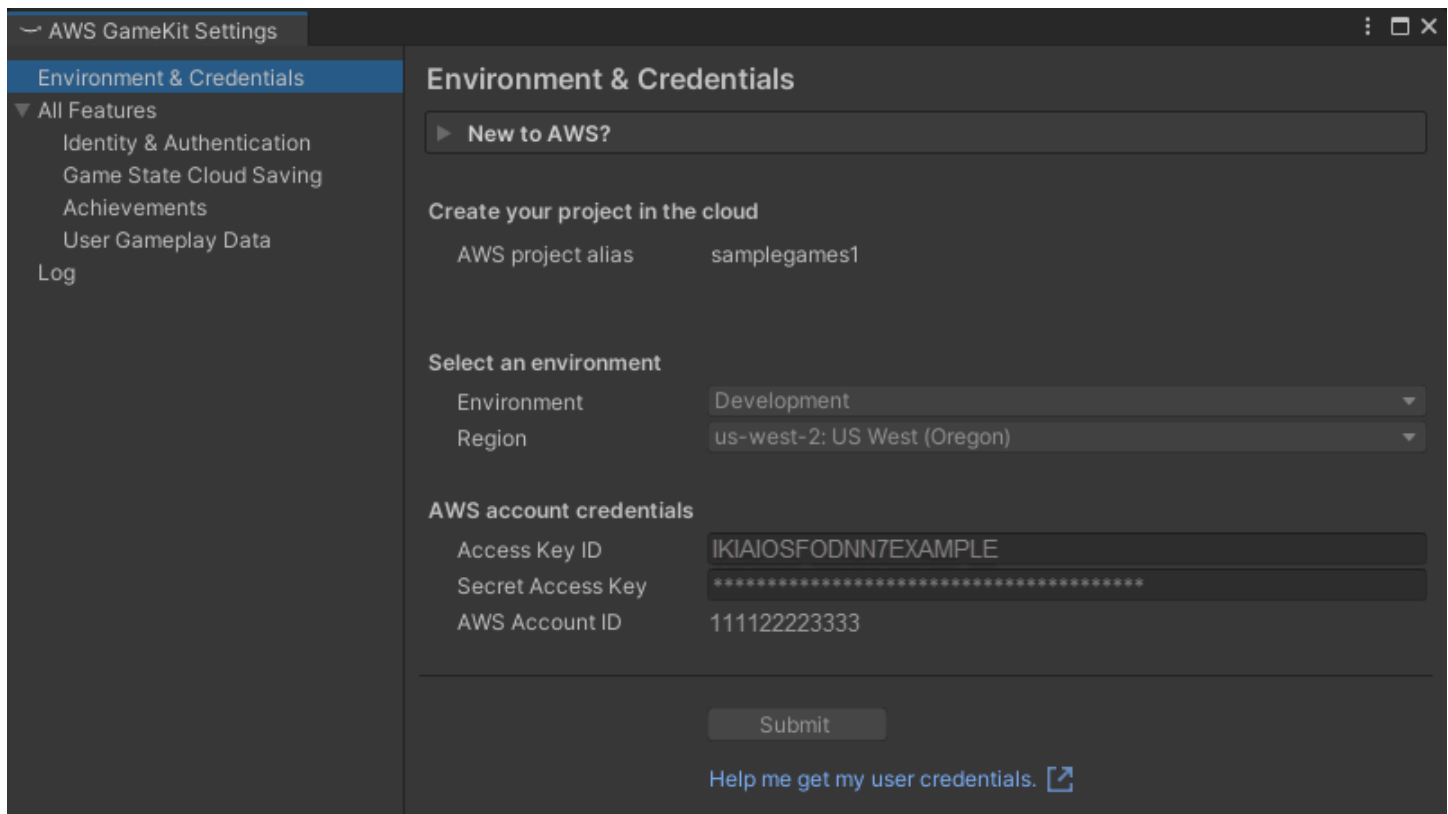 AWS GameKit Settings
Environment & Credentials
All Features
Identity & Authentication
Game State Cloud Saving
Achievements
User Gameplay Data
Log
Environment & Credentials
New to AWS?
Create your project in the cloud
AWS project alias samplegames1
Select an environment
Environment Development
Region us-west-2: US West (Oregon)
AWS account credentials
Access Key ID IKIAIOSFODNN7EXAMPLE
Secret Access Key ****************************************
AWS Account ID 111122223333
Submit
Help me get my user credentials.